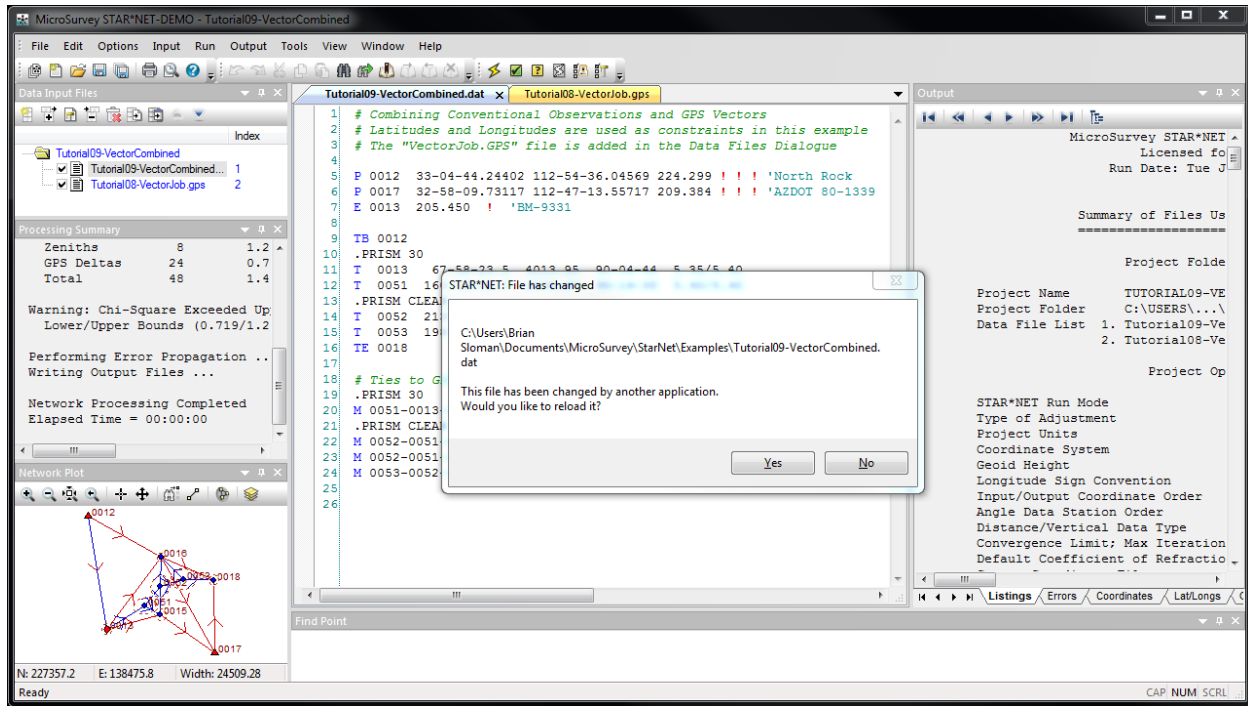 MicroSurvey STAR*NET-DEMO - Tutorial09-VectorCombined
File Edit Options Input Run Output Tools View Window Help
Data Input Files
Index
Tutorial09-VectorCombined
Tutorial09-VectorCombined... 1
Tutorial08-VectorJob.gps 2
Processing Summary
Zeniths 8 1.2
GPS Deltas 24 0.7
Total 48 1.4
Warning: Chi-Square Exceeded Up
Lower/Upper Bounds (0.719/1.2
Performing Error Propagation ..
Writing Output Files ...
Network Processing Completed
Elapsed Time = 00:00:00
Network Plot
0012
0016
0052
0018
0051
0015
0013
0017
N: 227357.2 E: 138475.8 Width: 24509.28
Ready
Tutorial09-VectorCombined.dat x Tutorial08-VectorJob.gps
1 # Combining Conventional Observations and GPS Vectors
2 # Latitudes and Longitudes are used as constraints in this example
3 # The "VectorJob.GPS" file is added in the Data Files Dialogue
4
5 P 0012 33-04-44.24402 112-54-36.04569 224.299 ! ! ! 'North Rock
6 P 0017 32-58-09.73117 112-47-13.55717 209.384 ! ! ! 'AZDOT 80-1339
7 E 0013 205.450 ! 'BM-9331
8
9 TB 0012
10 .PRISM 30
11 T 0013 67-58-23.5 4013.95 90-04-44 5.35/5.40
12 T 0051 16
13 .PRISM CLEA
14 T 0052 21
15 T 0053 19
16 TE 0018
17
18 # Ties to G
19 .PRISM 30
20 M 0051-0013-
21 .PRISM CLEA
22 M 0052-0051-
23 M 0052-0051-
24 M 0053-0052-
25
26
STAR*NET: File has changed
C:\Users\Brian
Sloman\Documents\MicroSurvey\StarNet\Examples\Tutorial09-VectorCombined.
dat
This file has been changed by another application.
Would you like to reload it?
Yes No
Find Point
Output
MicroSurvey STAR*NET
Licensed fo
Run Date: Tue J
Summary of Files Us
===================
Project Folde
Project Name TUTORIAL09-VE
Project Folder C:\USERS\...\
Data File List 1. Tutorial09-Ve
2. Tutorial08-Ve
Project Op
STAR*NET Run Mode
Type of Adjustment
Project Units
Coordinate System
Geoid Height
Longitude Sign Convention
Input/Output Coordinate Order
Angle Data Station Order
Distance/Vertical Data Type
Convergence Limit; Max Iteration
Default Coefficient of Refractio
Listings Errors Coordinates Lat/Longs
CAP NUM SCRL